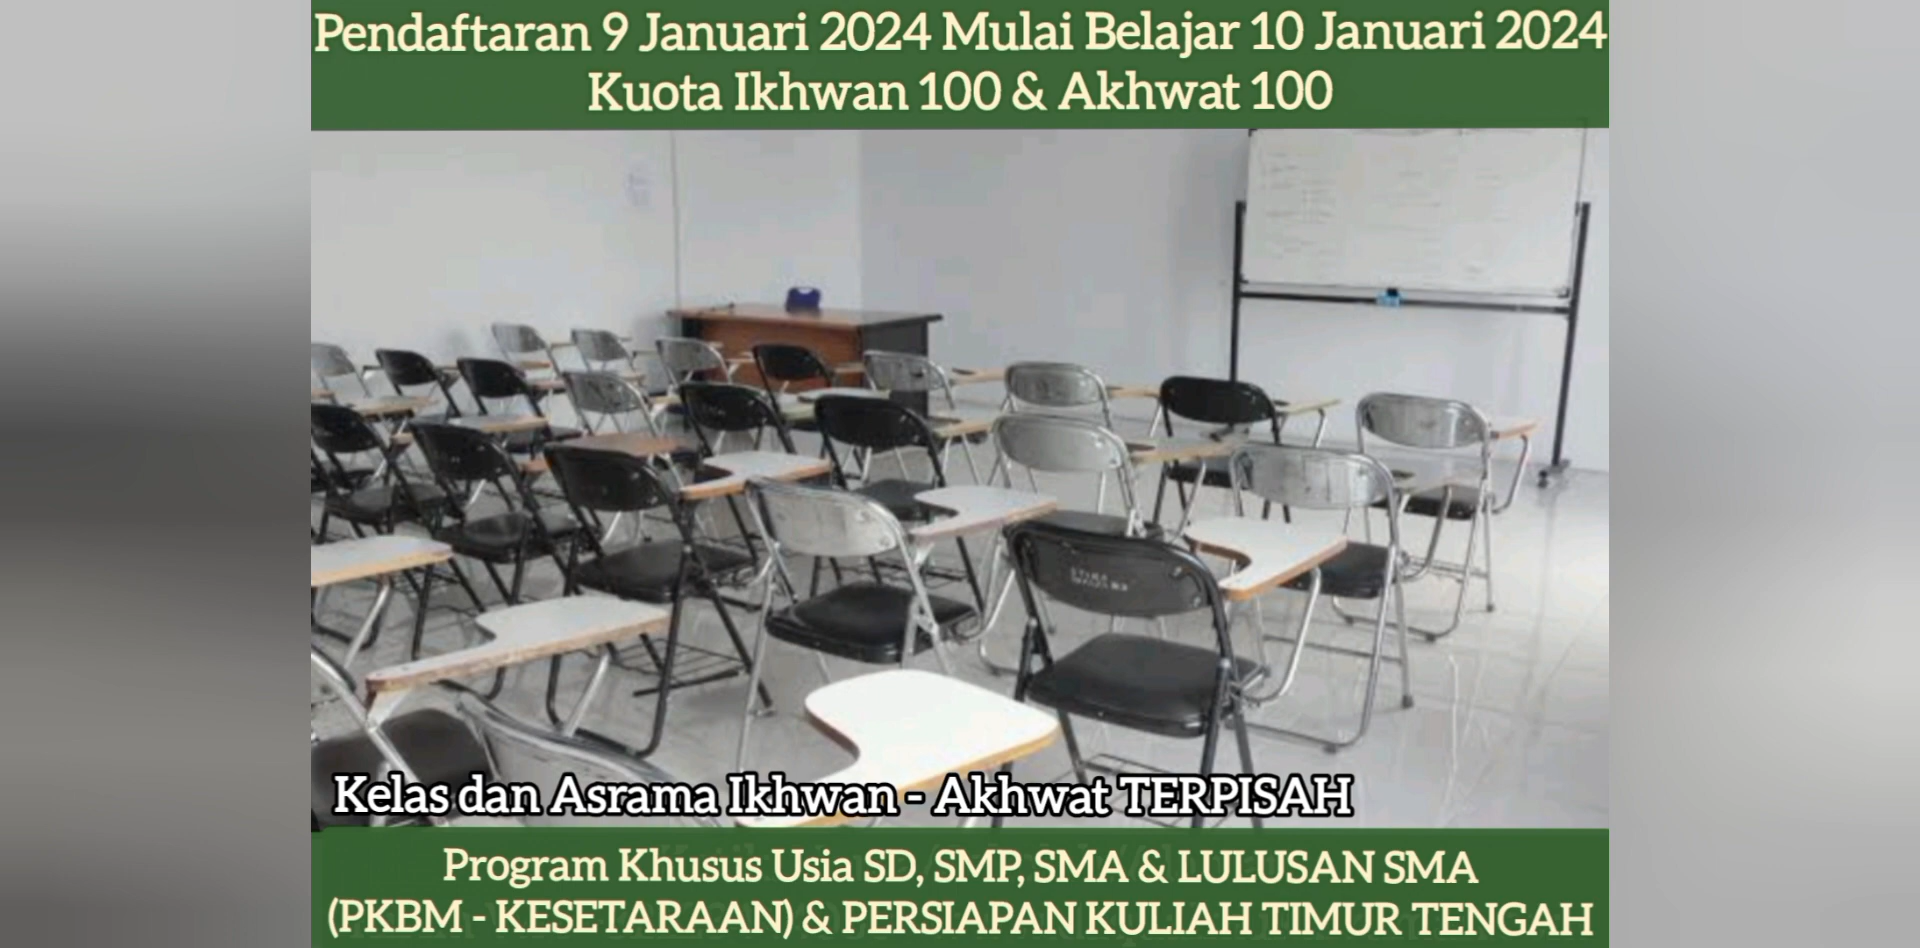 Pendaftaran 9 Januari 2024 Mulai Belajar 10 Januari 2024
Kuota Ikhwan 100 & Akhwat 100
Kelas dan Asrama Ikhwan - Akhwat TERPISAH
Program Khusus Usia SD, SMP, SMA & LULUSAN SMA
(PKBM - KESETARAAN) & PERSIAPAN KULIAH TIMUR TENGAH